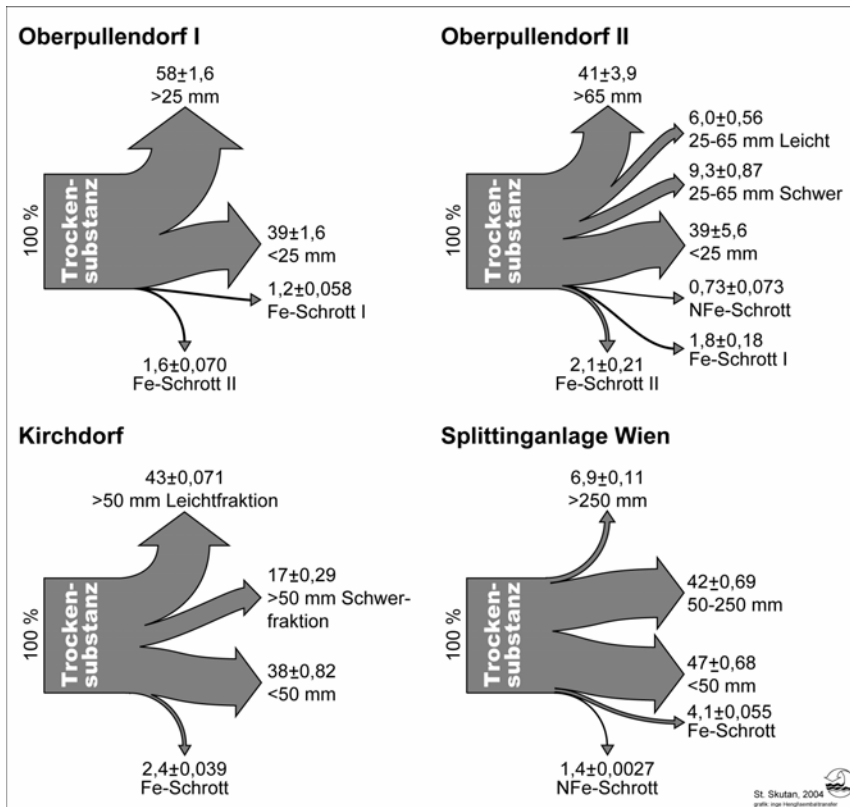 Oberpullendorf I
58±1,6
>25 mm
100 %
Trocken-
substanz
39±1,6
<25 mm
1,2±0,058
Fe-Schrott I
1,6±0,070
Fe-Schrott II
Oberpullendorf II
41±3,9
>65 mm
6,0±0,56
25-65 mm Leicht
9,3±0,87
25-65 mm Schwer
100 %
Trocken-
substanz
39±5,6
<25 mm
0,73±0,073
NFe-Schrott
1,8±0,18
Fe-Schrott I
2,1±0,21
Fe-Schrott II
Kirchdorf
43±0,071
>50 mm Leichtfraktion
17±0,29
>50 mm Schwer-
fraktion
100 %
Trocken-
substanz
38±0,82
<50 mm
2,4±0,039
Fe-Schrott
Splittinganlage Wien
6,9±0,11
>250 mm
42±0,69
50-250 mm
100 %
Trocken-
substanz
47±0,68
<50 mm
4,1±0,055
Fe-Schrott
1,4±0,0027
NFe-Schrott
St. Skutan, 2004
grafik: inge